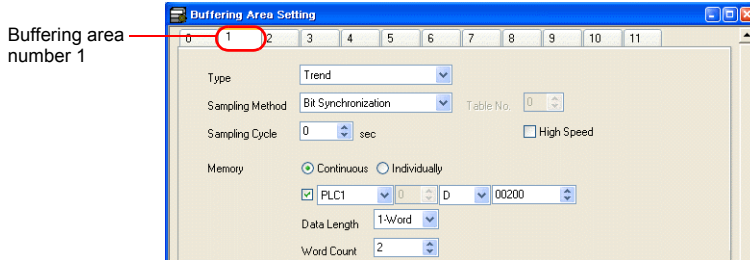 Buffering Area Setting
Buffering area
number 1
0 1 2 3 4 5 6 7 8 9 10 11
Type Trend
Sampling Method Bit Synchronization Table No. 0
Sampling Cycle 0 sec High Speed
Memory Continuous Individually
PLC1 0 D 00200
Data Length 1-Word
Word Count 2